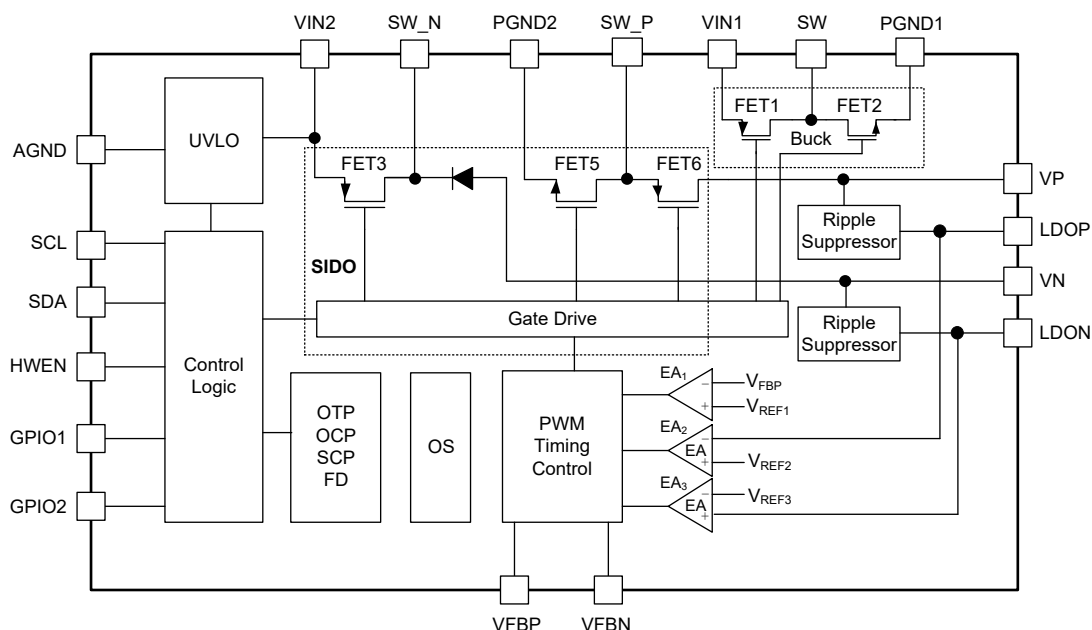 VIN2 SW_N PGND2 SW_P VIN1 SW PGND1
FET1 FET2
Buck
UVLO
AGND
FET3 FET5 FET6
VP
Ripple
Suppressor
LDOP
SCL
SIDO
VN
SDA
Gate Drive
Ripple
Suppressor
LDON
HWEN
Control
Logic
EA1
−
VFBP
+
VREF1
OTP
OCP
SCP
FD
OS
PWM
Timing
Control
EA2
−
EA
+
VREF2
GPIO1
EA3
−
VREF3
EA
+
GPIO2
VFBP VFBN